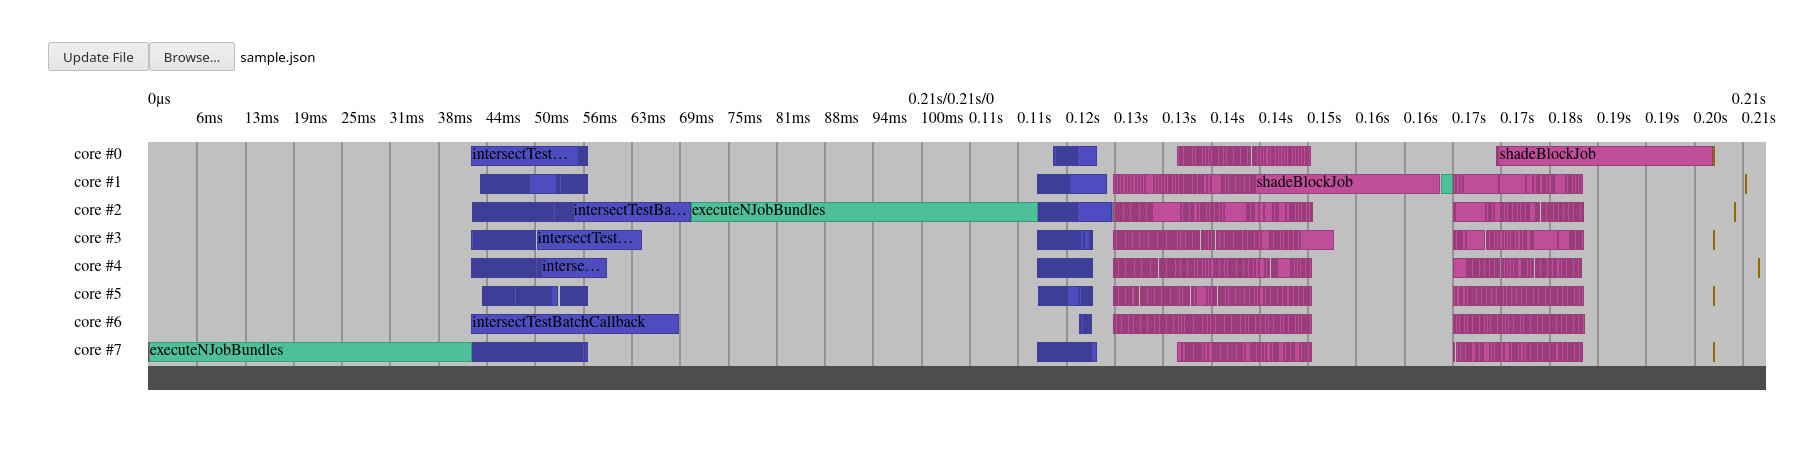 Update File Browse... sample.json
0µs 0.21s/0.21s/0 0.21s
6ms 13ms 19ms 25ms 31ms 38ms 44ms 50ms 56ms 63ms 69ms 75ms 81ms 88ms 94ms 100ms 0.11s 0.11s 0.12s 0.13s 0.13s 0.14s 0.14s 0.15s 0.16s 0.16s 0.17s 0.17s 0.18s 0.19s 0.19s 0.20s 0.21s
core #0 intersectTest… shadeBlockJob
core #1 shadeBlockJob
core #2 intersectTestBa… executeNJobBundles
core #3 intersectTest…
core #4 interse…
core #5
core #6 intersectTestBatchCallback
core #7 executeNJobBundles